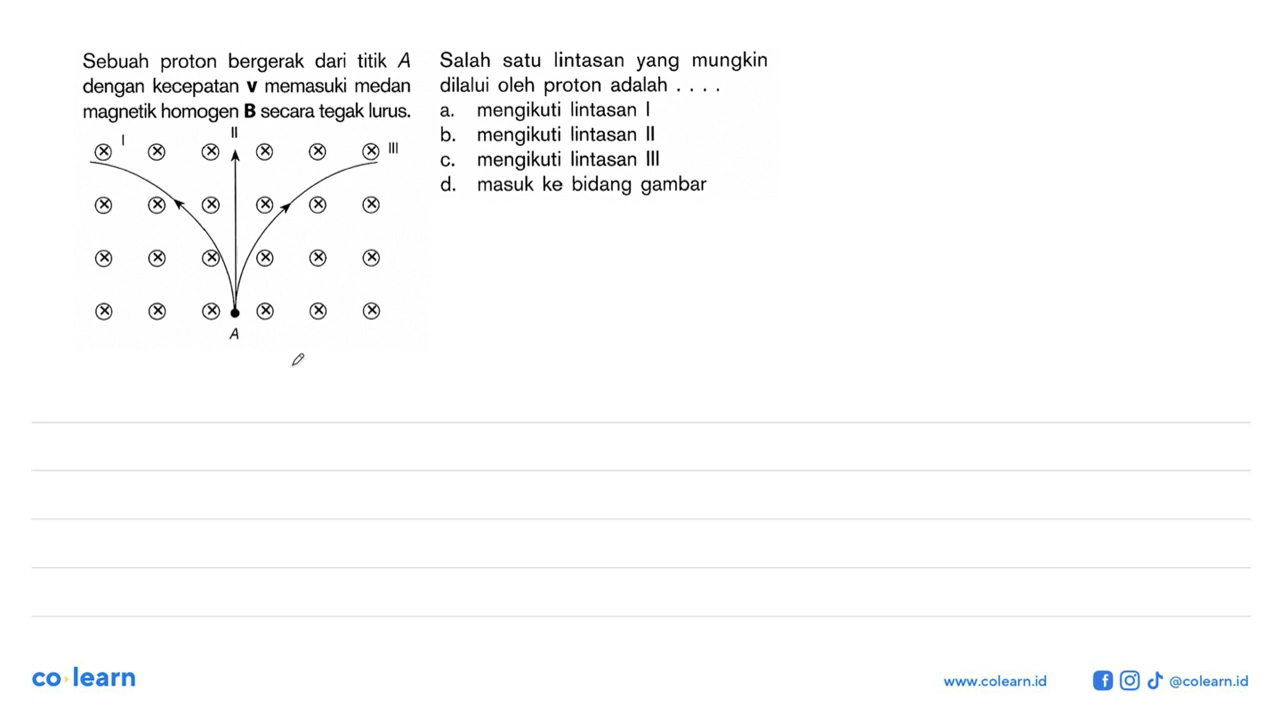 Sebuah proton bergerak dari titik A
dengan kecepatan v memasuki medan
magnetik homogen B secara tegak lurus.
I
II
III
A
Salah satu lintasan yang mungkin
dilalui oleh proton adalah . . . .
a. mengikuti lintasan I
b. mengikuti lintasan II
c. mengikuti lintasan III
d. masuk ke bidang gambar
co learn
www.colearn.id
@colearn.id